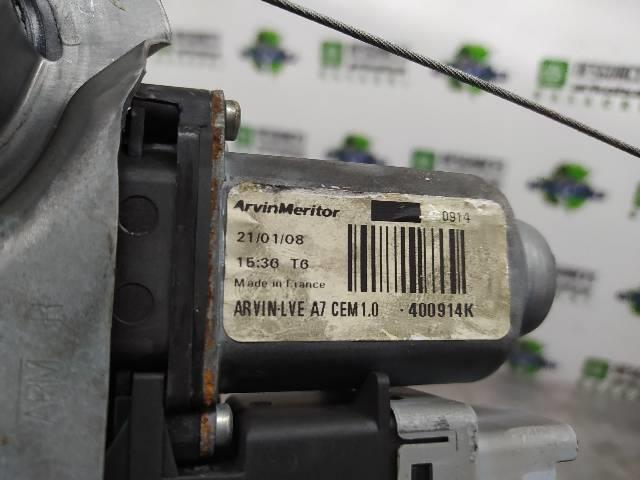 ArvinMeritor 0914
21/01/08
15:36 T6
Made in France
ARVIN-LVE A7 CEM1.0 -400914K